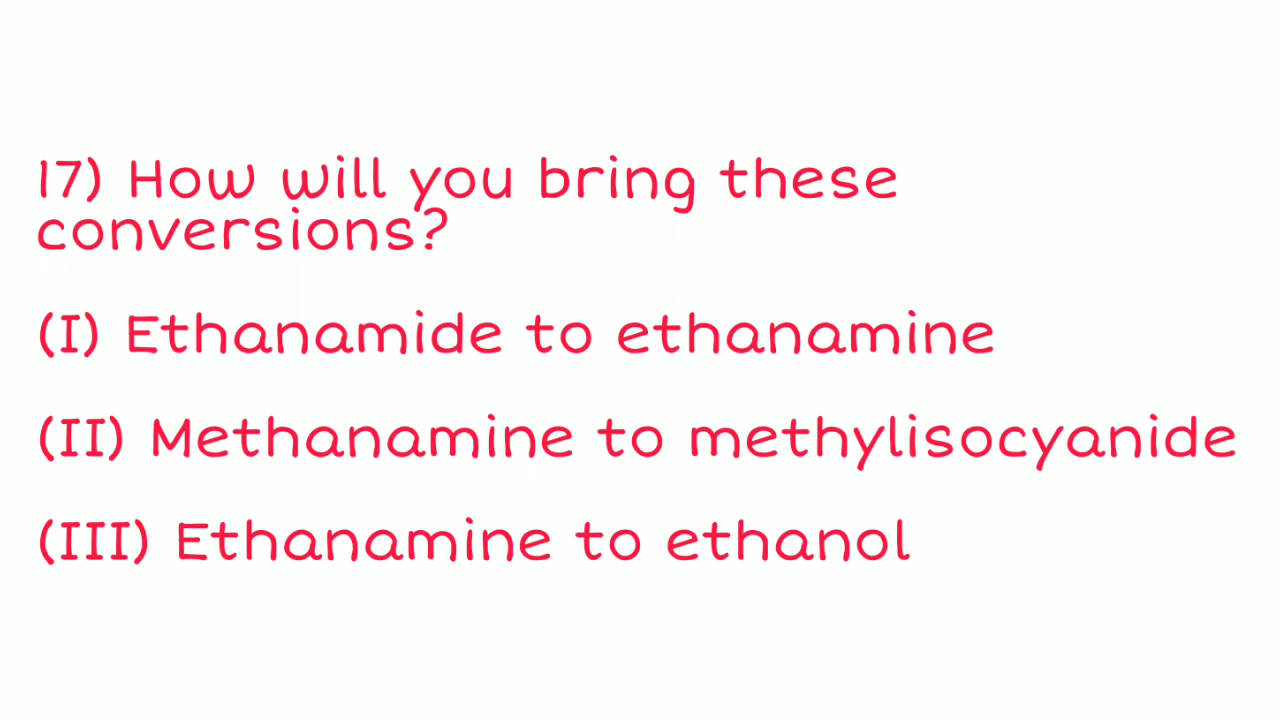 17) How will you bring these
conversions?
(I) Ethanamide to ethanamine
(II) Methanamine to methylisocyanide
(III) Ethanamine to ethanol